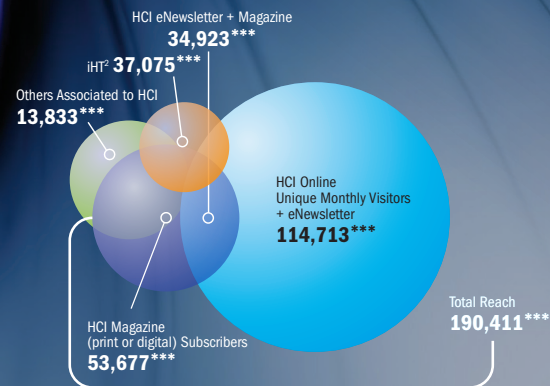 HCI eNewsletter + Magazine
34,923***
iHT² 37,075***
Others Associated to HCI
13,833***
HCI Online
Unique Monthly Visitors
+ eNewsletter
114,713***
Total Reach
190,411***
HCI Magazine
(print or digital) Subscribers
53,677***